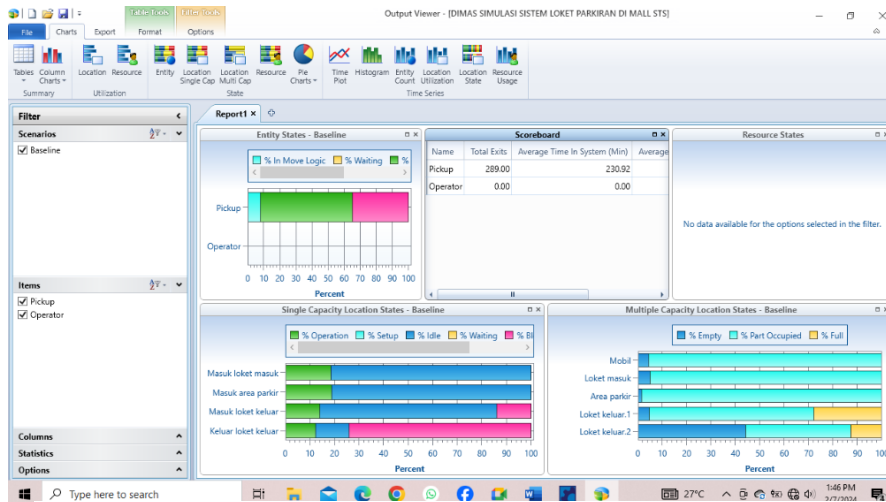 Table Tools Filter Tools
Output Viewer - [DIMAS SIMULASI SISTEM LOKET PARKIRAN DI MALL STS]
File Charts Export Format Options
Tables Column Charts Location Resource Entity Location Single Cap Location Multi Cap Resource Pie Charts Time Plot Histogram Entity Count Location Utilization Location State Resource Usage
Summary Utilization State Time Series
Filter
Scenarios
Baseline
Items
Pickup
Operator
Columns
Statistics
Options
Report1
Entity States - Baseline
% In Move Logic % Waiting %
Pickup
Operator
0 10 20 30 40 50 60 70 80 90 100
Percent
Scoreboard
Name Total Exits Average Time In System (Min) Average
Pickup 289.00 230.92
Operator 0.00 0.00
Resource States
No data available for the options selected in the filter.
Single Capacity Location States - Baseline
% Operation % Setup % Idle % Waiting % Bl
Masuk loket masuk
Masuk area parkir
Masuk loket keluar
Keluar loket keluar
0 10 20 30 40 50 60 70 80 90 100
Percent
Multiple Capacity Location States - Baseline
% Empty % Part Occupied % Full
Mobil
Loket masuk
Area parkir
Loket keluar.1
Loket keluar.2
0 10 20 30 40 50 60 70 80 90 100
Percent
Type here to search
27°C
1:46 PM
2/7/2024